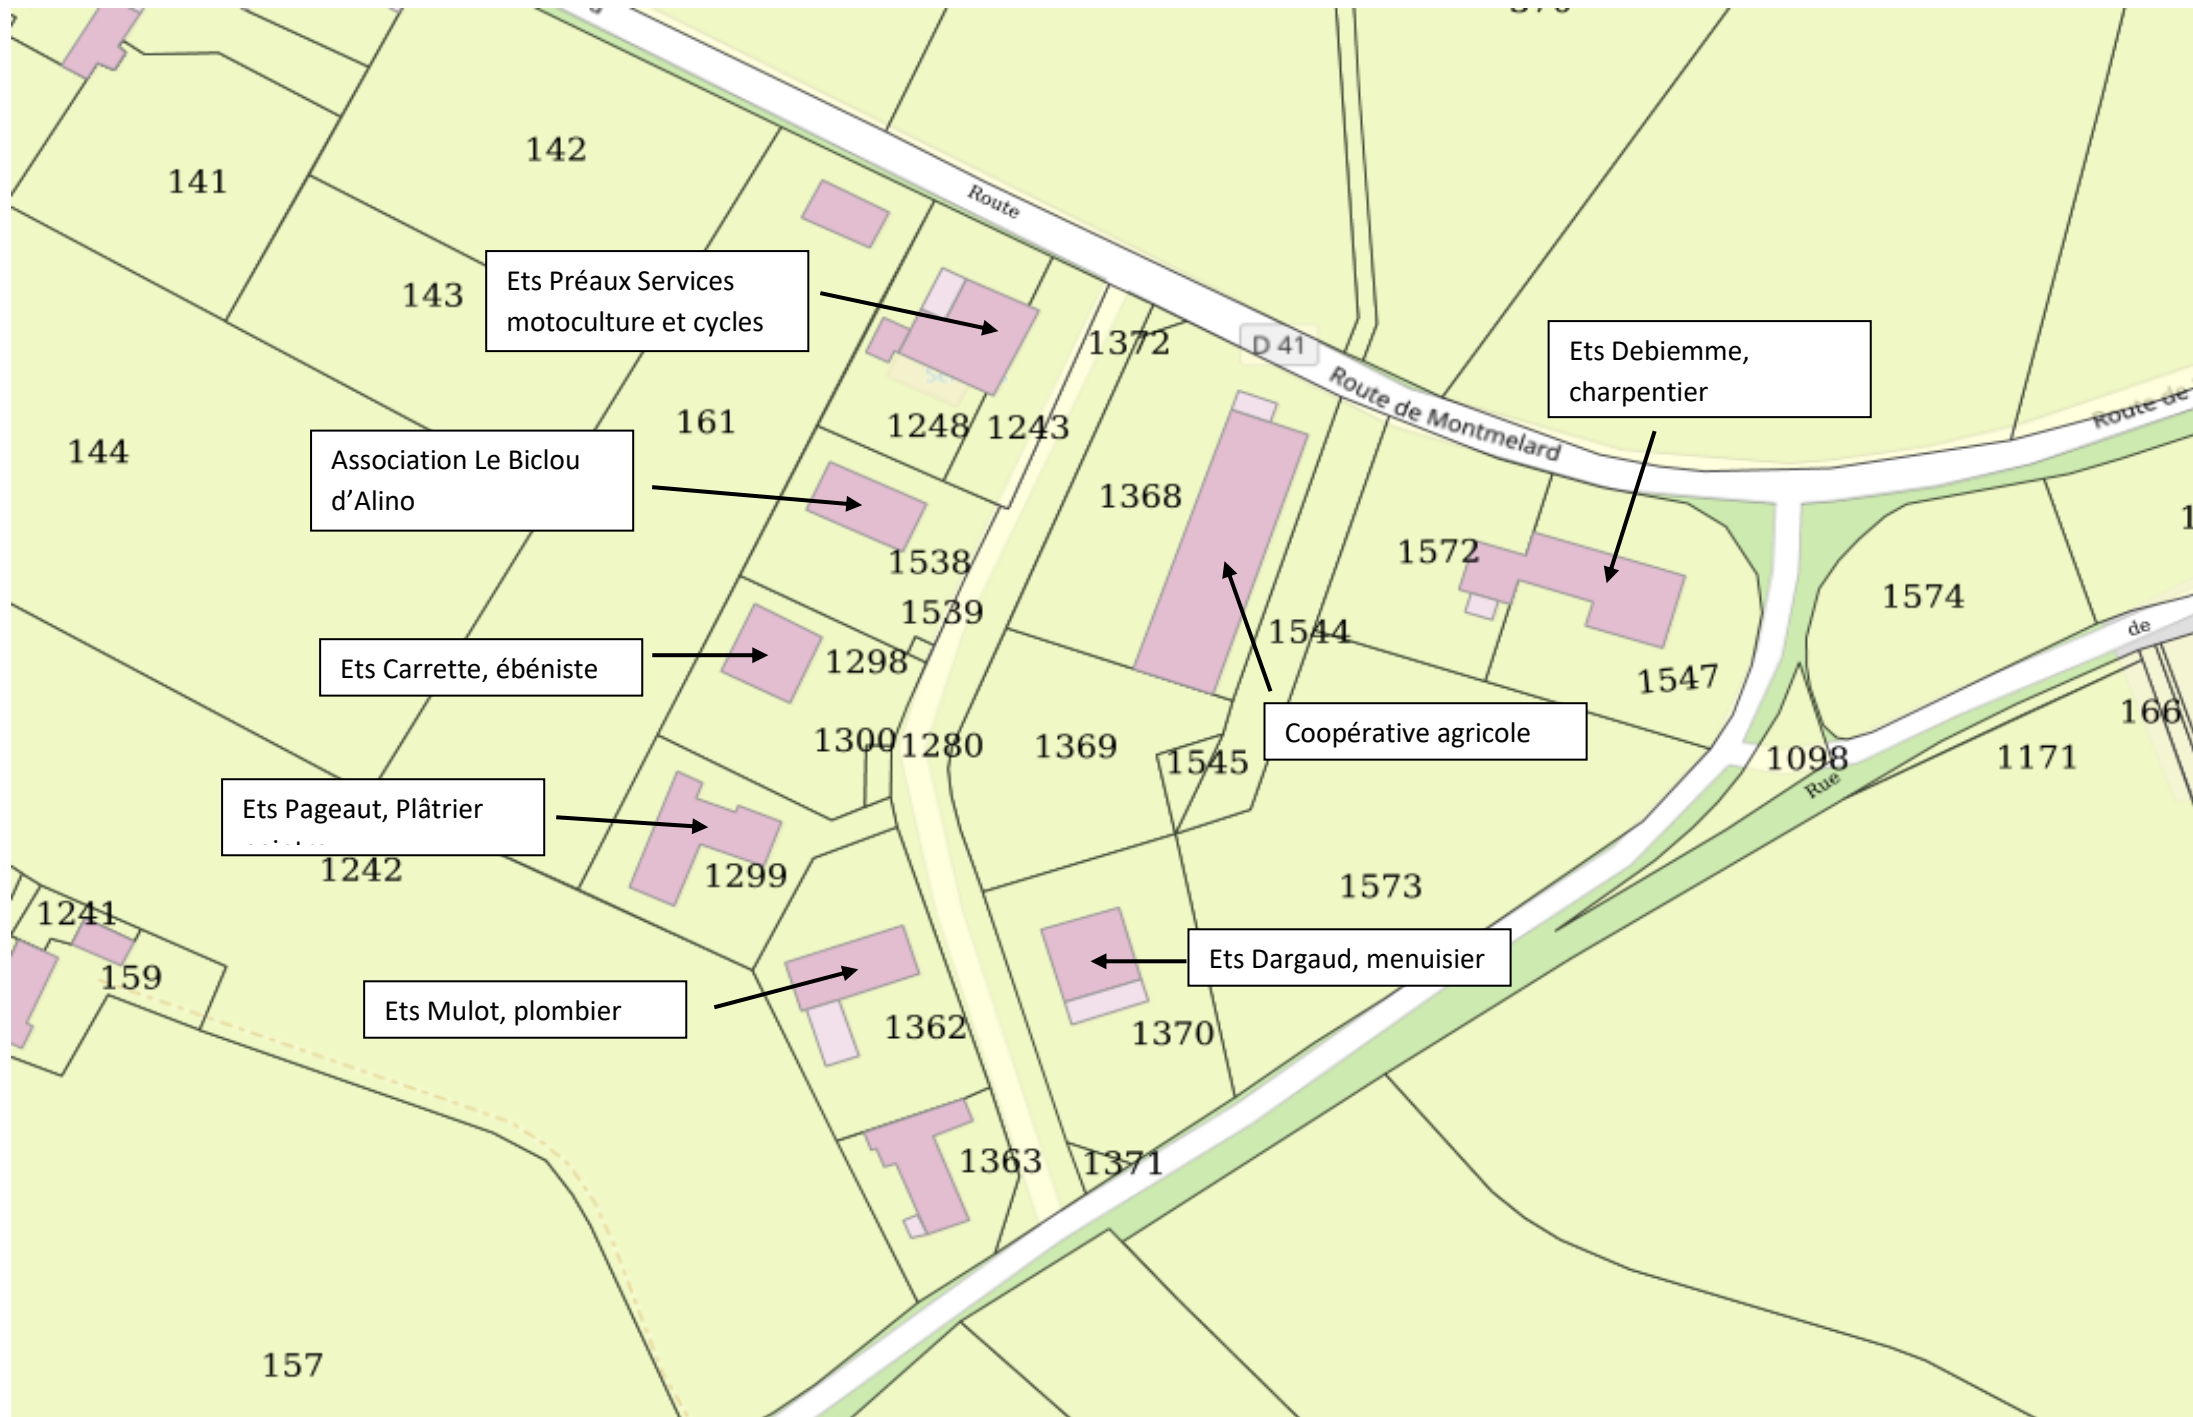 142
141
Route
Ets Préaux Services
motoculture et cycles
143
1372
D 41
Route de Montmelard
Ets Debiemme,
charpentier
Route de
161
1248
1243
144
Association Le Biclou
d'Alino
1368
1572
1538
1574
1539
de
1544
Ets Carrette, ébéniste
1298
1547
166
1300
1280
1369
1545
Coopérative agricole
1098
1171
Rue
Ets Pageaut, Plâtrier
1242
1299
1573
1241
159
Ets Dargaud, menuisier
Ets Mulot, plombier
1362
1370
1363
1371
157